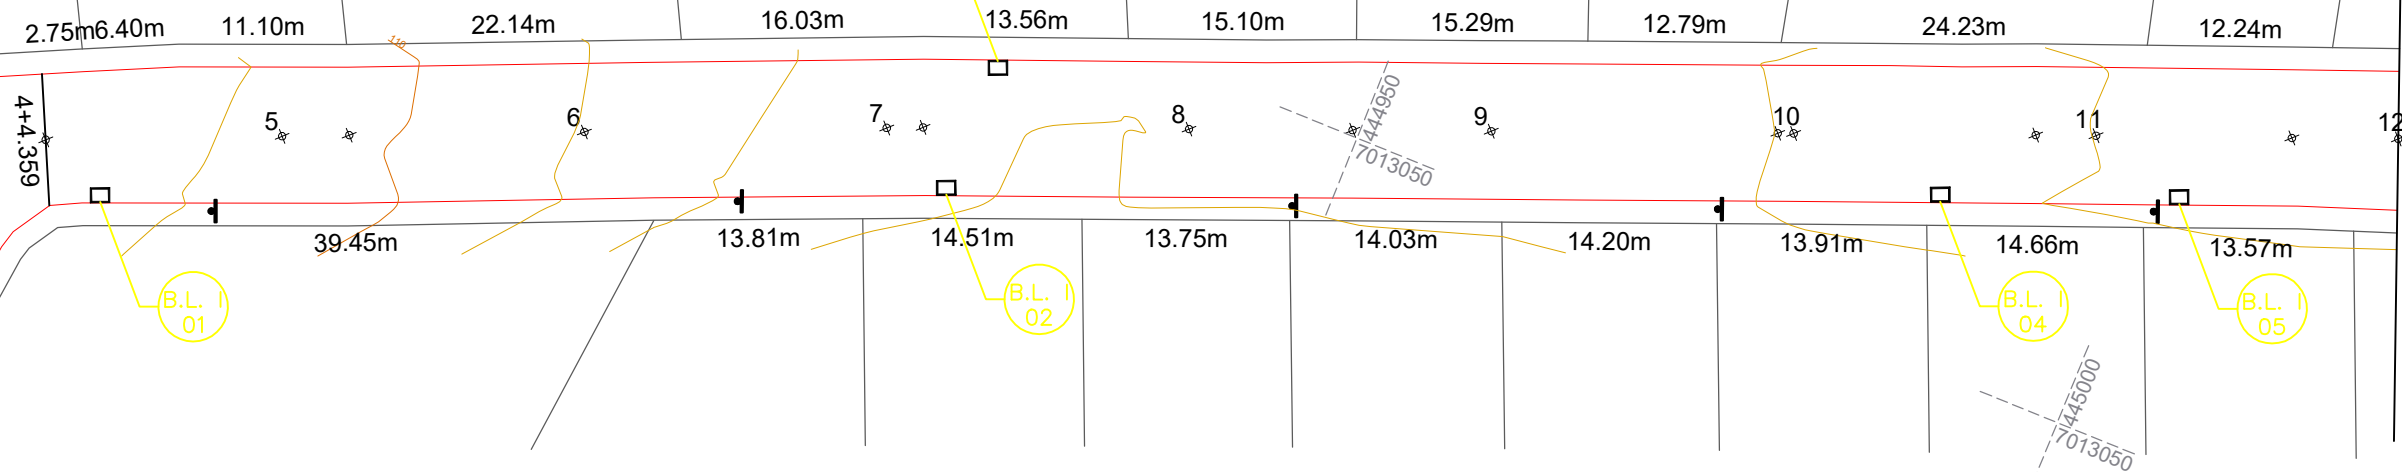 2.75m 6.40m 11.10m 22.14m 16.03m 13.56m 15.10m 15.29m 12.79m 24.23m 12.24m
110
4+4.359
5 6 7 8 9 10 11 12
444950
7013050
39.45m 13.81m 14.51m 13.75m 14.03m 14.20m 13.91m 14.66m 13.57m
B.L. I
01
B.L. I
02
B.L. I
04
B.L. I
05
445000
7013050